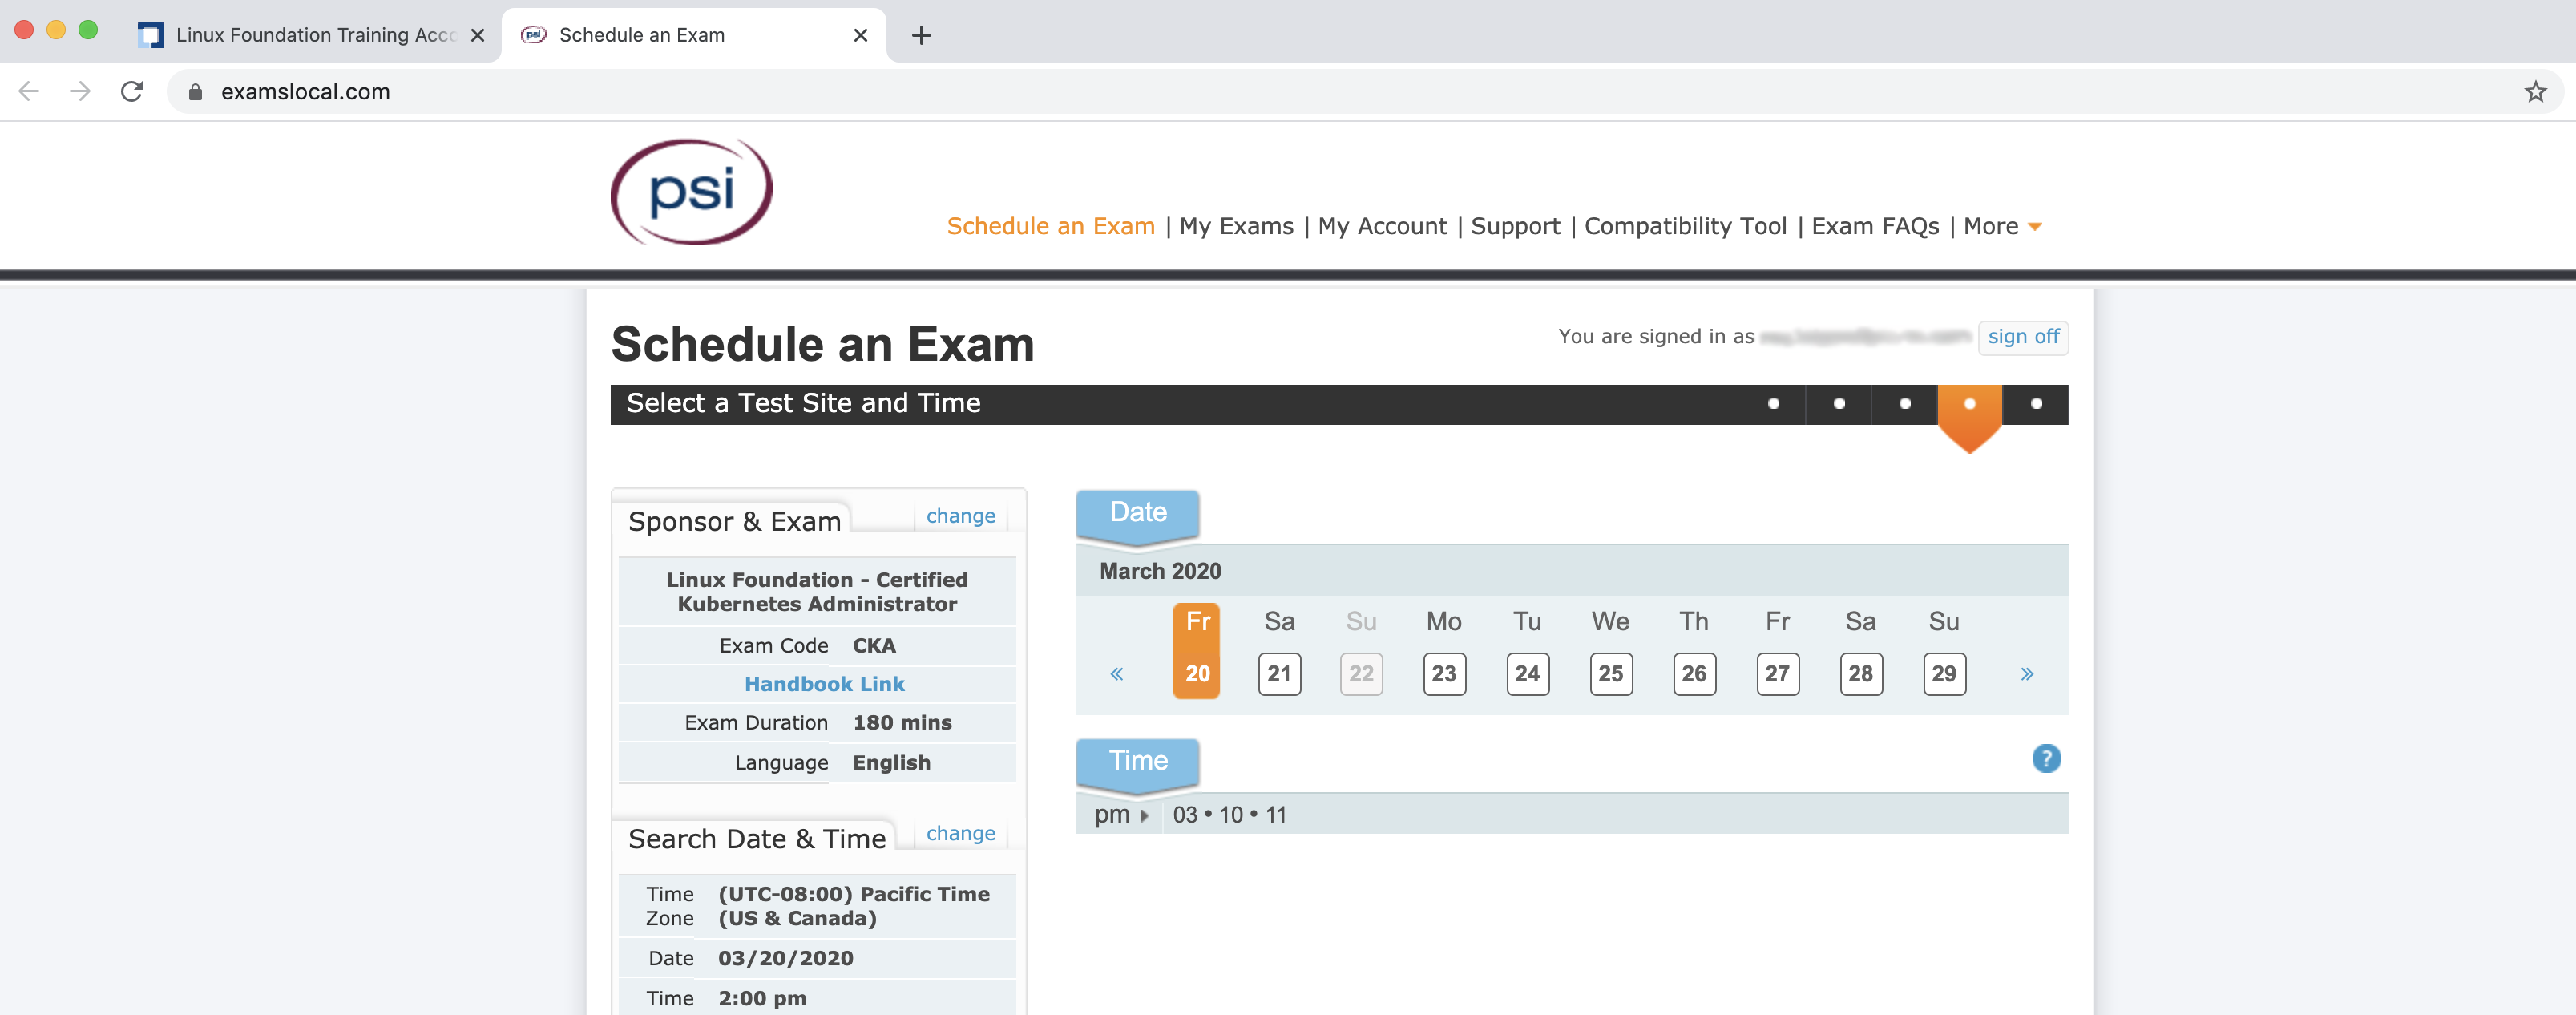 Linux Foundation Training Acco
psi Schedule an Exam
examslocal.com
psi
Schedule an Exam | My Exams | My Account | Support | Compatibility Tool | Exam FAQs | More
Schedule an Exam
You are signed in as
sign off
Select a Test Site and Time
Sponsor & Exam
change
Linux Foundation - Certified
Kubernetes Administrator
Exam Code CKA
Handbook Link
Exam Duration 180 mins
Language English
Search Date & Time
change
Time (UTC-08:00) Pacific Time
Zone (US & Canada)
Date 03/20/2020
Time 2:00 pm
Date
March 2020
Fr Sa Su Mo Tu We Th Fr Sa Su
« 20 21 22 23 24 25 26 27 28 29 »
Time
?
pm 03 • 10 • 11